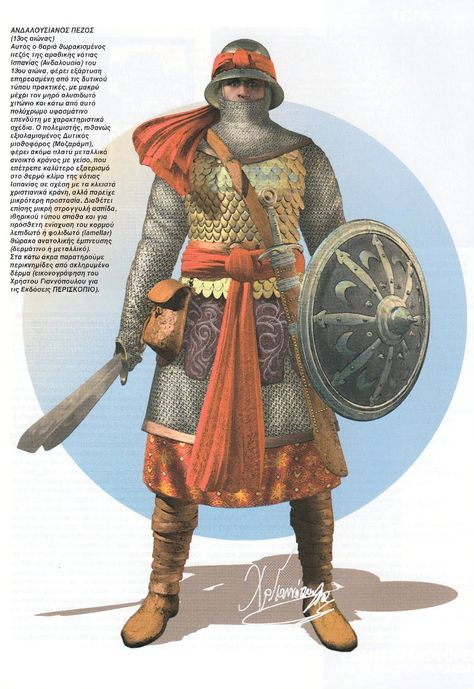 ΣΕΙΡΑ
ΑΝΔΑΛΟΥΣΙΑΝΟΣ ΠΕΖΟΣ
(13ος αιώνας)
Αυτός ο βαριά θωρακισμένος
πεζός της αραβικής νότιας
Ισπανίας (Ανδαλουσία) του
13ου αιώνα, φέρει εξάρτυση
επηρεασμένη από τις δυτικού
τύπου πρακτικές, με μακρύ
μέχρι τον μηρό αλυσιδωτό
χιτώνιο και κάτω από αυτό
πολύχρωμο υφασμάτινο
επενδύτη με χαρακτηριστικά
σχέδια. Ο πολεμιστής, πιθανώς
εξισλαμισμένος Δυτικός
μισθοφόρος (Μοζαράμπ),
φέρει ακόμα πλατύ μεταλλικό
ανοικτό κράνος με γείσο, που
επέτρεπε καλύτερο εξαερισμό
στο θερμό κλίμα της νότιας
Ισπανίας σε σχέση με τα κλειστά
χριστιανικά κράνη, αλλά παρείχε
μικρότερη προστασία. Διαθέτει
επίσης μικρή στρογγυλή ασπίδα,
ιβηρικού τύπου σπάθα και για
πρόσθετη ενίσχυση του κορμού
λεπιδωτό ή φολιδωτό (lamellar)
θώρακα ανατολικής έμπνευσης
(δερμάτινο ή μεταλλικό).
Στα κάτω άκρα παρατηρούμε
περικνημίδες από σκληρυμένο
δέρμα (εικονογράφηση του
Χρήστου Γιαννόπουλου για
τις Εκδόσεις ΠΕΡΙΣΚΟΠΙΟ).